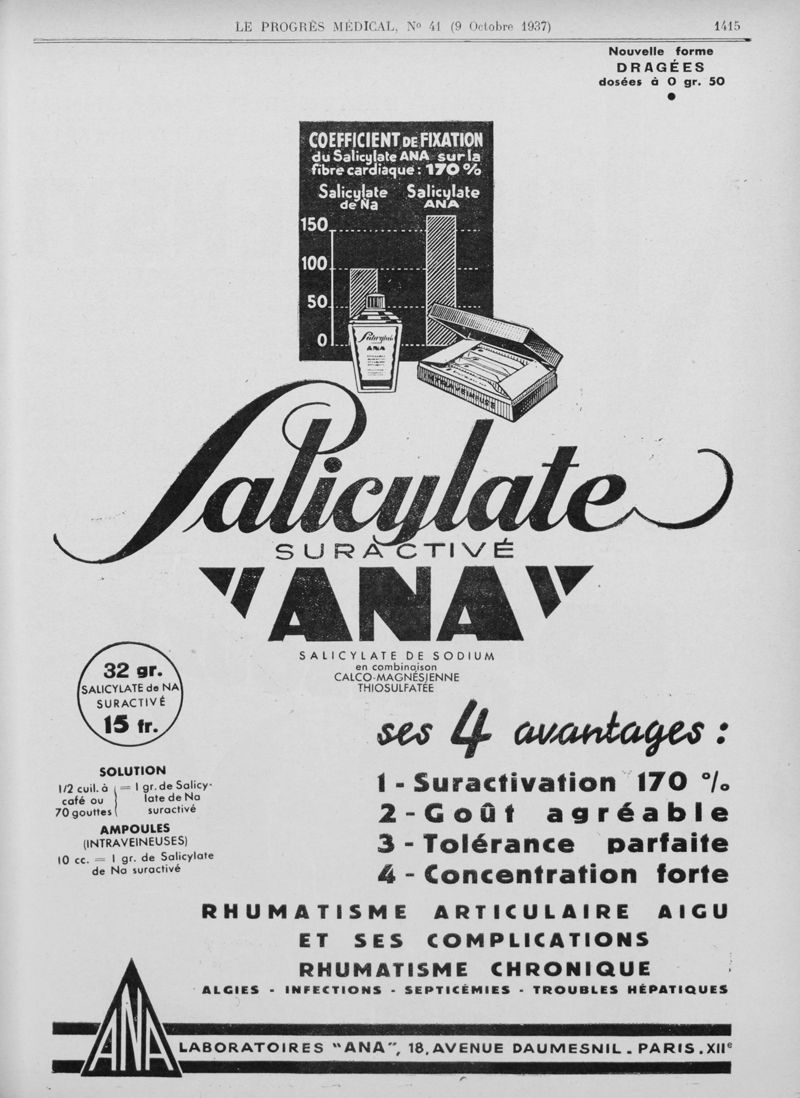 LE PROGRÈS MÉDICAL, No 41 (9 Octobre 1937)
1415
Nouvelle forme
DRAGÉES
dosées à 0 gr. 50
COEFFICIENT DE FIXATION
du Salicylate ANA sur la
fibre cardiaque : 170 %
Salicylate
de Na
Salicylate
ANA
150
100
50
0
Salicylate
ANA
INTRAVEINEUSE
Salicylate
SURACTIVÉ
"ANA"
SALICYLATE DE SODIUM
en combinaison
CALCO-MAGNÉSIENNE
THIOSULFATÉE
32 gr.
SALICYLATE de NA
SURACTIVÉ
15 fr.
SOLUTION
1/2 cuil. à café ou 70 gouttes } = 1 gr. de Salicylate de Na suractivé
AMPOULES
(INTRAVEINEUSES)
10 cc. = 1 gr. de Salicylate
de Na suractivé
ses 4 avantages :
1 - Suractivation 170 %
2 - Goût agréable
3 - Tolérance parfaite
4 - Concentration forte
RHUMATISME ARTICULAIRE AIGU
ET SES COMPLICATIONS
RHUMATISME CHRONIQUE
ALGIES - INFECTIONS - SEPTICÉMIES - TROUBLES HÉPATIQUES
ANA
LABORATOIRES "ANA", 18, AVENUE DAUMESNIL. PARIS. XIIe